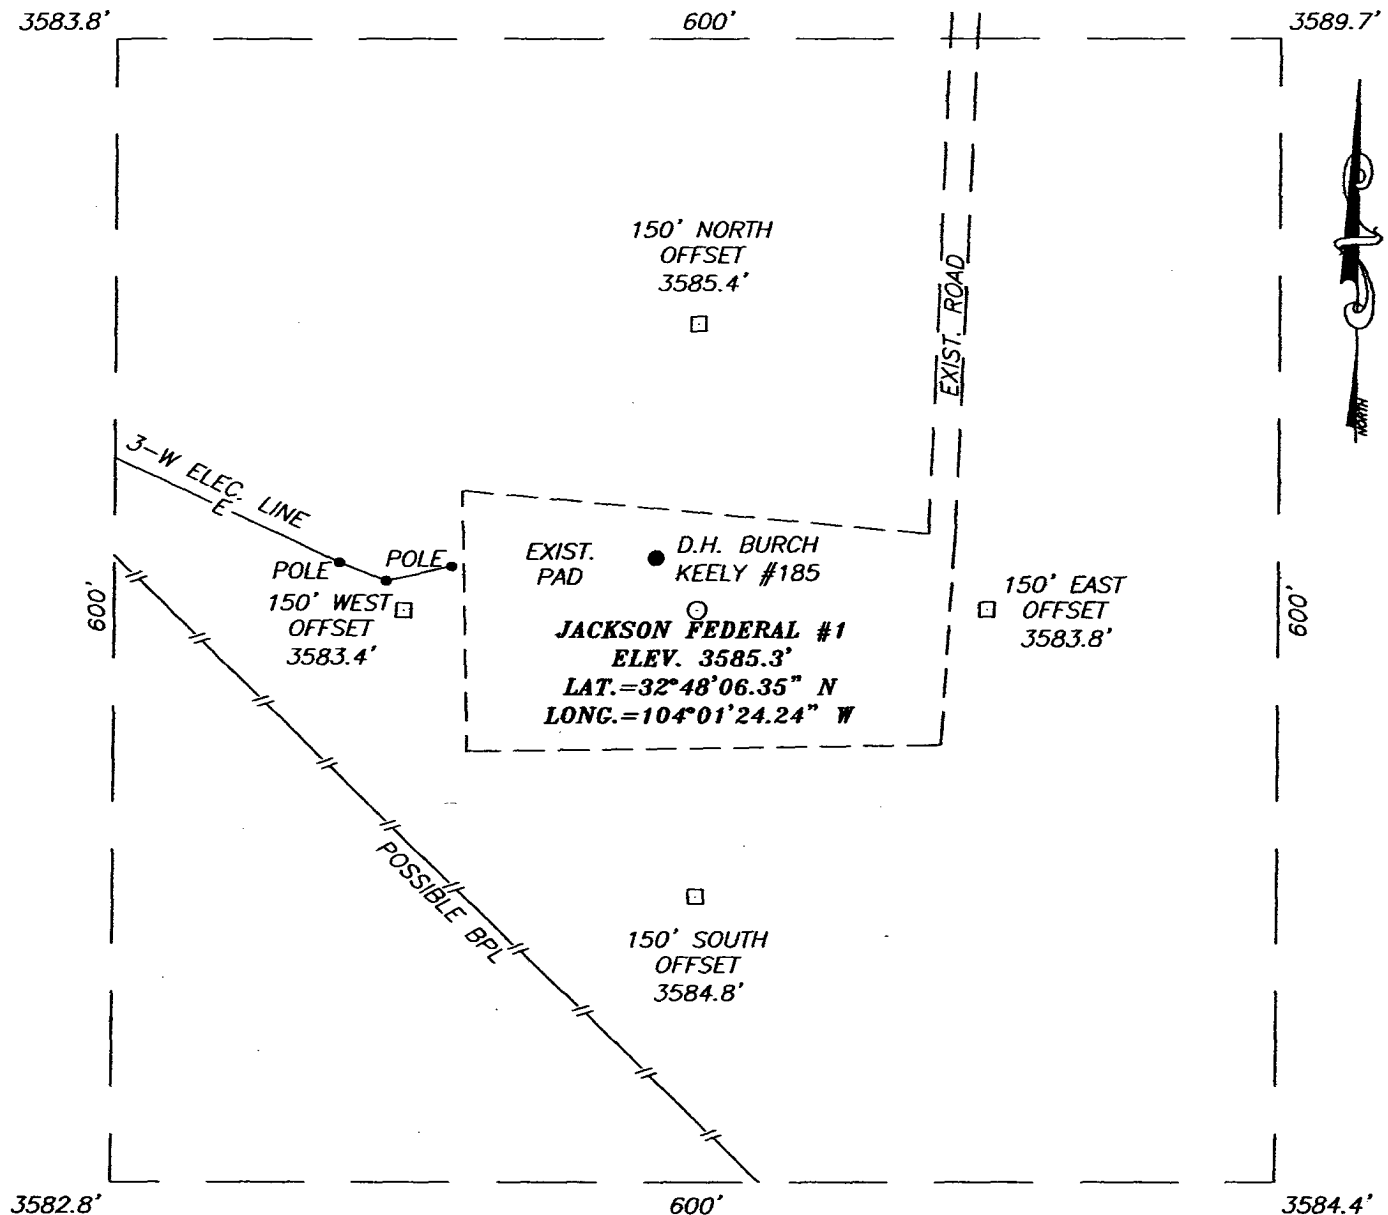 3583.8'
600'
3589.7'
150' NORTH
OFFSET
3585.4'
EXIST. ROAD
NORTH
3-W ELEC. LINE
E
POLE
POLE
EXIST.
PAD
D.H. BURCH
KEELY #185
600'
150' WEST
OFFSET
3583.4'
150' EAST
OFFSET
3583.8'
600'
JACKSON FEDERAL #1
ELEV. 3585.3'
LAT.=32°48'06.35" N
LONG.=104°01'24.24" W
POSSIBLE BPL
150' SOUTH
OFFSET
3584.8'
3582.8'
600'
3584.4'